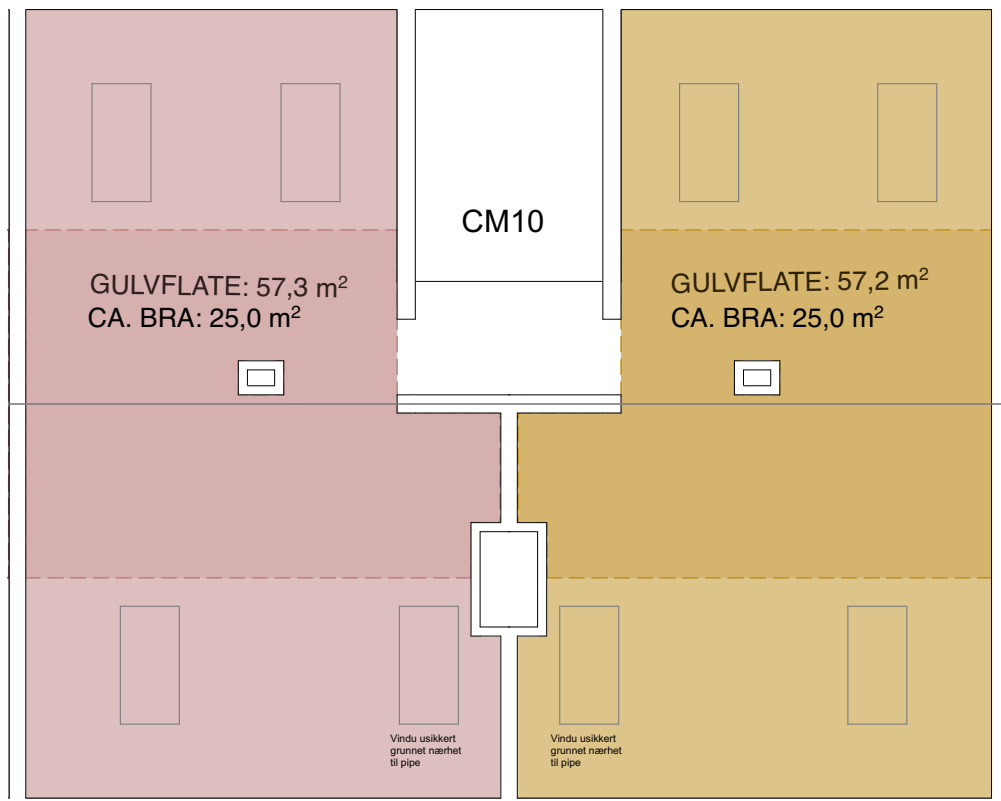 CM10
GULVFLATE: 57,3 m²
CA. BRA: 25,0 m²
GULVFLATE: 57,2 m²
CA. BRA: 25,0 m²
Vindu usikkert
grunnet nærhet
til pipe
Vindu usikkert
grunnet nærhet
til pipe